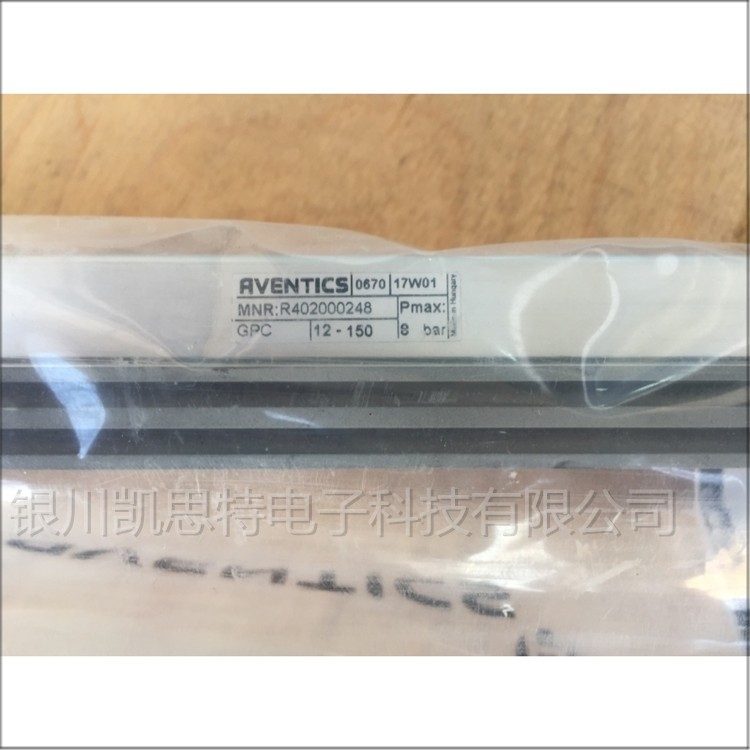 AVENTICS 0670 17W01
MNR:R402000248 Pmax:
GPC 12-150 8 bar
Made in Hungary
银川凯思特电子科技有限公司
AVENTICS